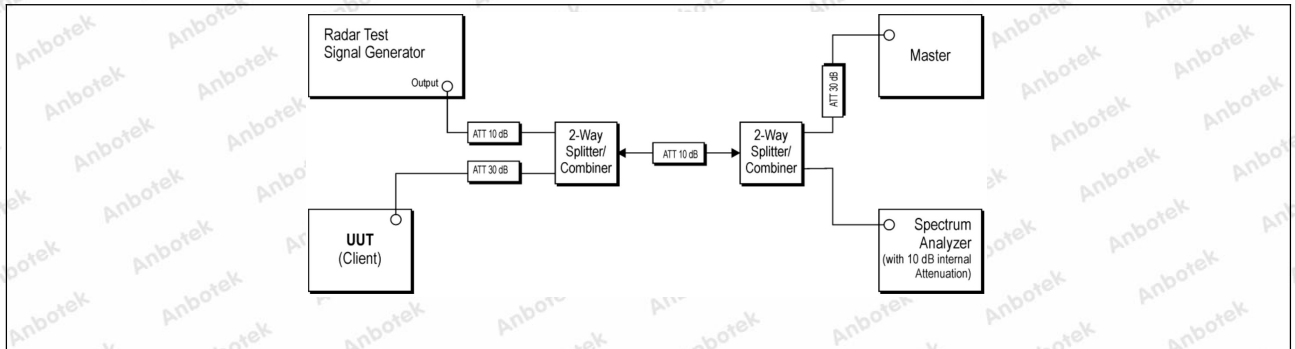 Radar Test
Signal Generator
Output
ATT 10 dB
ATT 30 dB
UUT
(Client)
2-Way
Splitter/
Combiner
ATT 10 dB
2-Way
Splitter/
Combiner
ATT 30 dB
Master
Spectrum
Analyzer
(with 10 dB internal
Attenuation)
Anbotek